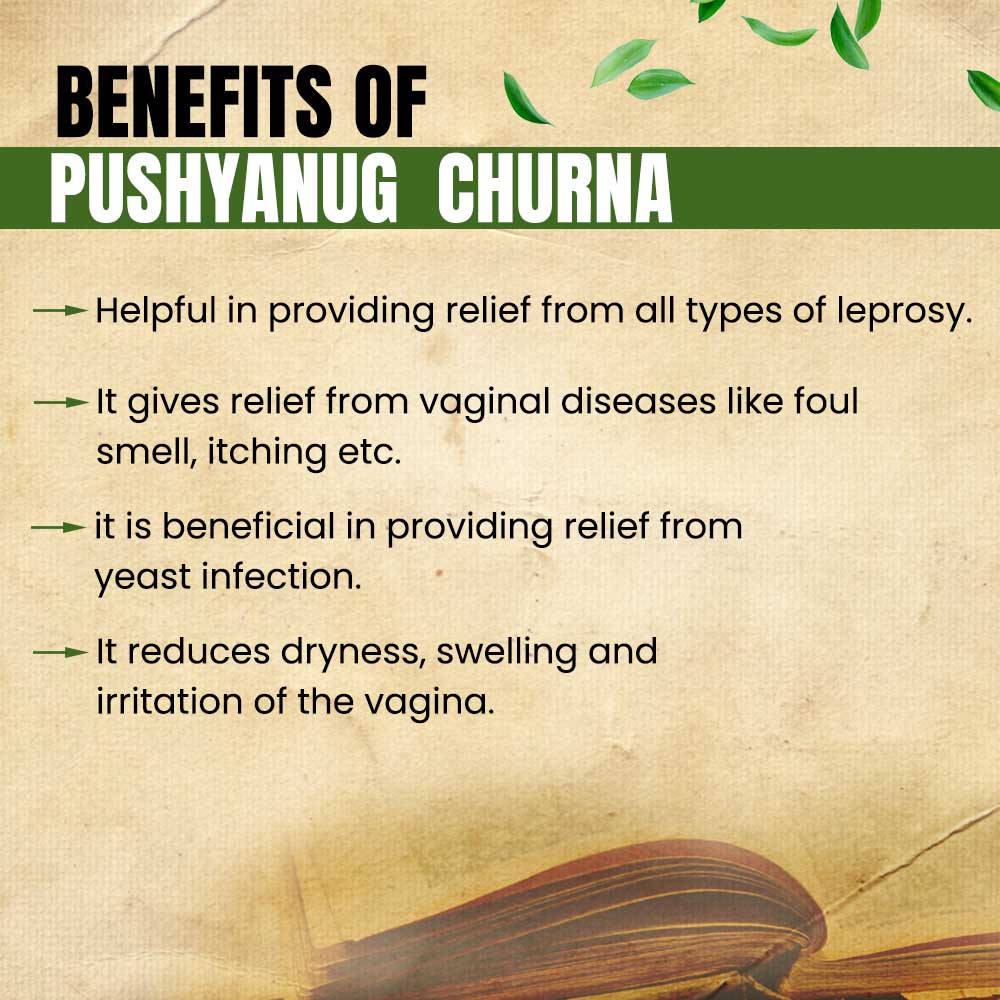 BENEFITS OF
PUSHYANUG CHURNA
Helpful in providing relief from all types of leprosy.
It gives relief from vaginal diseases like foul
smell, itching etc.
it is beneficial in providing relief from
yeast infection.
It reduces dryness, swelling and
irritation of the vagina.